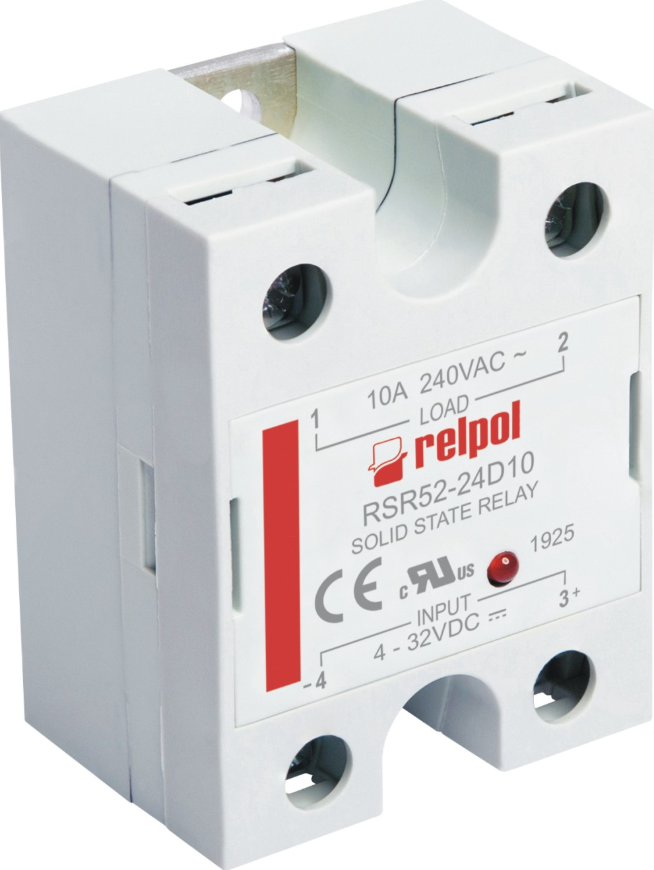 10A 240VAC ~ 2
1 LOAD
relpol
RSR52-24D10
SOLID STATE RELAY
1925
CE c RU US
INPUT 3+
4 - 32VDC ⎓
-4